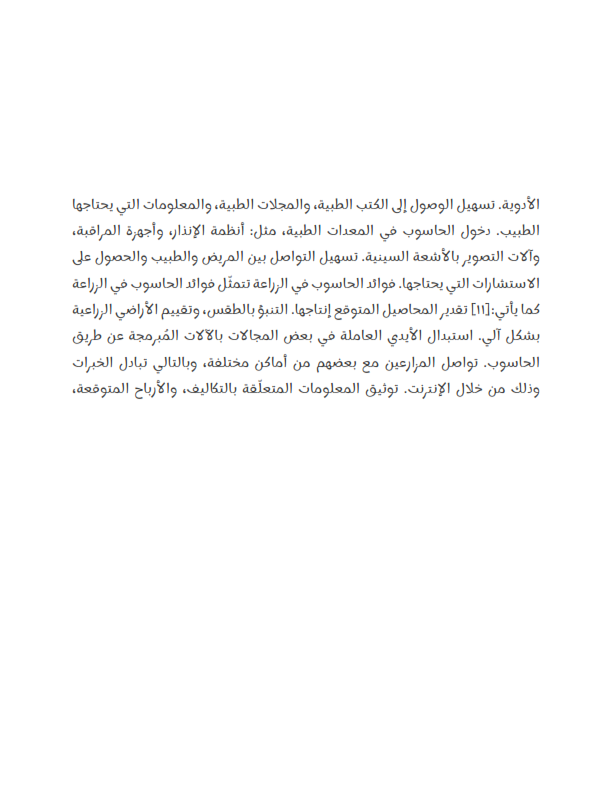 الأدوية. تسهيل الوصول إلى الكتب الطبية، والمجلات الطبية، والمعلومات التي يحتاجها
الطبيب. دخول الحاسوب في المعدات الطبية، مثل: أنظمة الإنذار، وأجهزة المراقبة،
وآلات التصوير بالأشعة السينية. تسهيل التواصل بين المريض والطبيب والحصول على
الاستشارات التي يحتاجها. فوائد الحاسوب في الزراعة تتمثّل فوائد الحاسوب في الزراعة
كما يأتي:[١١] تقدير المحاصيل المتوقع إنتاجها. التنبؤ بالطقس، وتقييم الأراضي الزراعية
بشكل آلي. استبدال الأيدي العاملة في بعض المجالات بالآلات المُبرمجة عن طريق
الحاسوب. تواصل المزارعين مع بعضهم من أماكن مختلفة، وبالتالي تبادل الخبرات
وذلك من خلال الإنترنت. توثيق المعلومات المتعلّقة بالتكاليف، والأرباح المتوقعة،